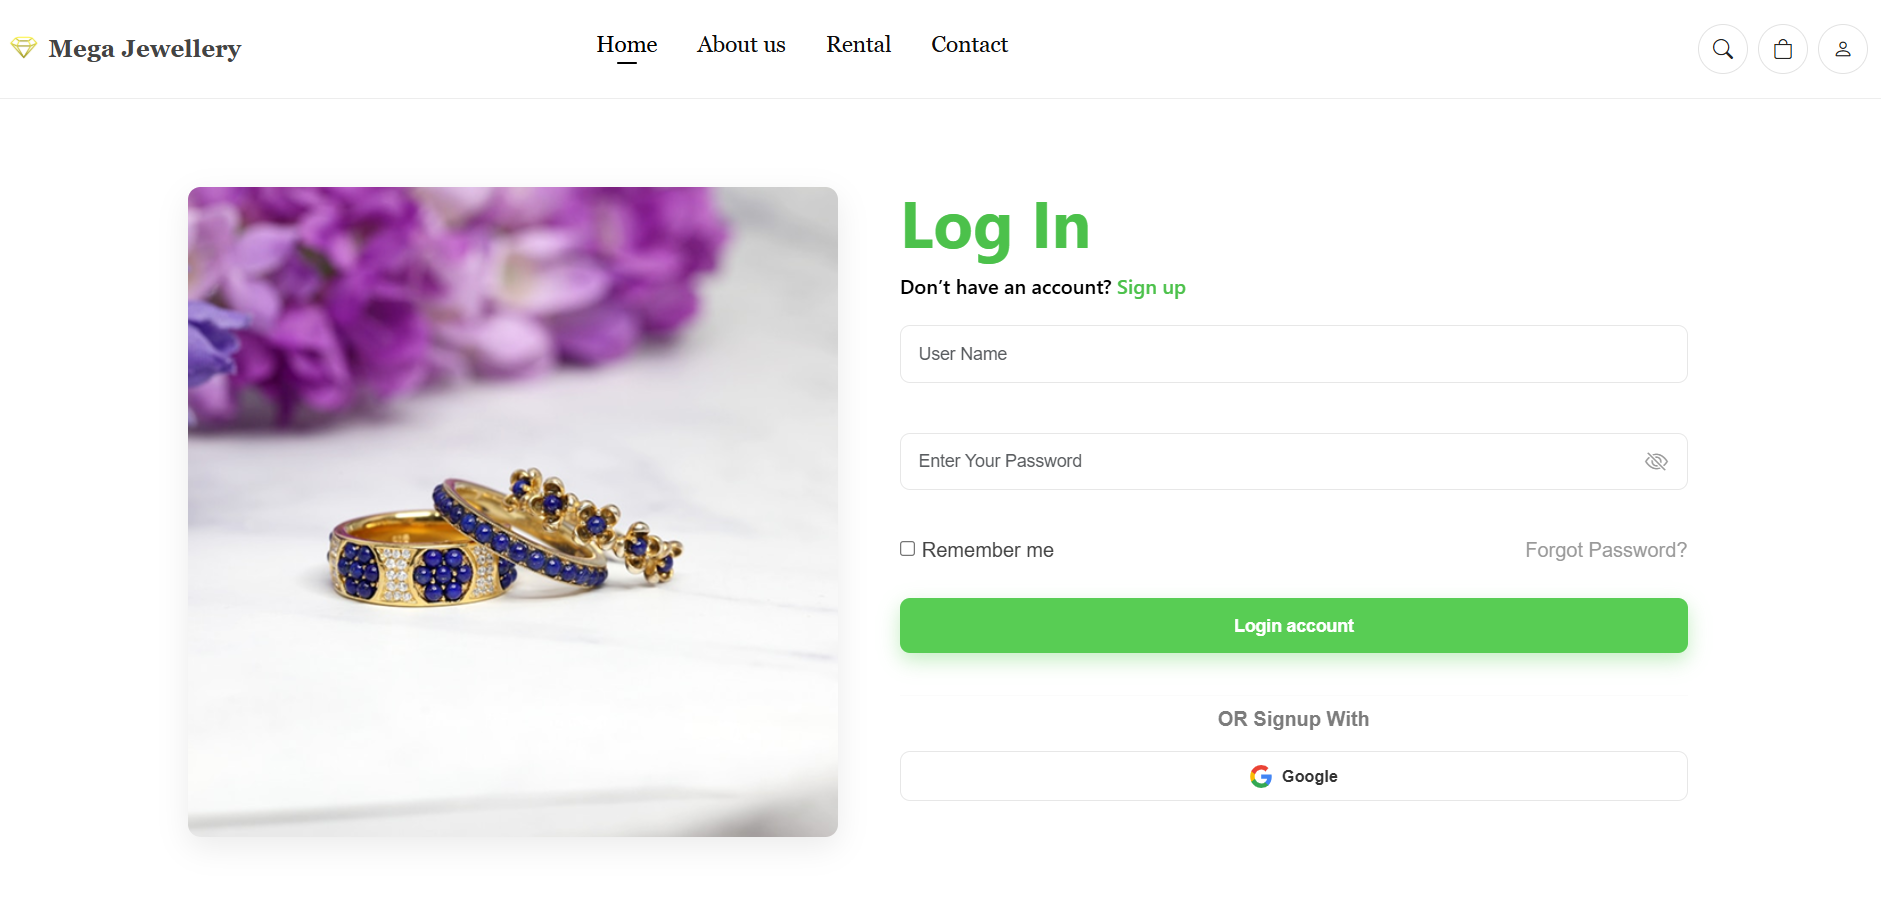 Mega Jewellery
Home About us Rental Contact
Log In
Don’t have an account? Sign up
User Name
Enter Your Password
Remember me Forgot Password?
Login account
OR Signup With
Google